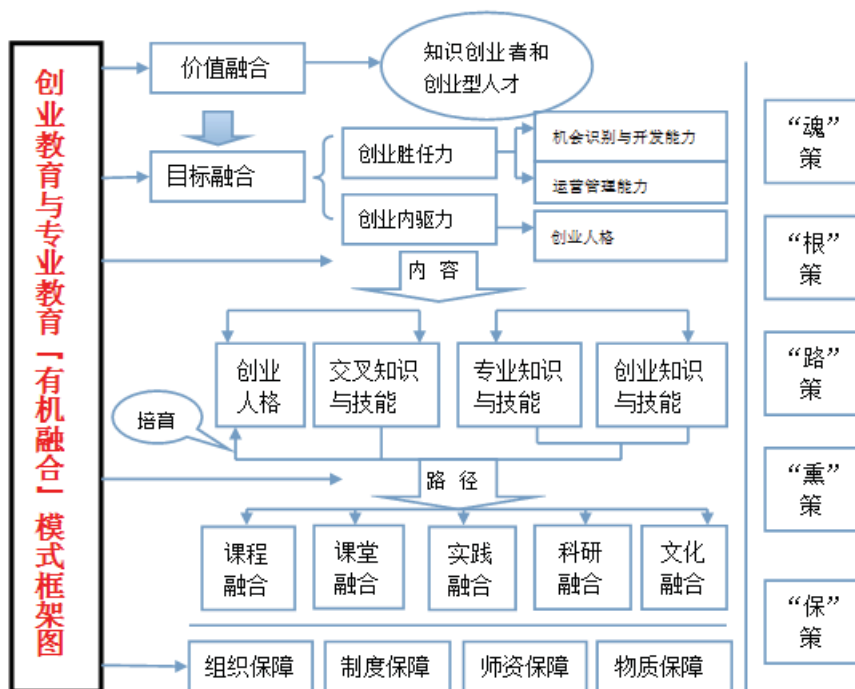 创业教育与专业教育「有机融合」模式框架图
价值融合
知识创业者和
创业型人才
目标融合
创业胜任力
机会识别与开发能力
运营管理能力
创业内驱力
创业人格
内 容
创业
人格
交叉知识
与技能
专业知识
与技能
创业知识
与技能
培育
路 径
课程
融合
课堂
融合
实践
融合
科研
融合
文化
融合
组织保障
制度保障
师资保障
物质保障
“魂”
策
“根”
策
“路”
策
“熏”
策
“保”
策